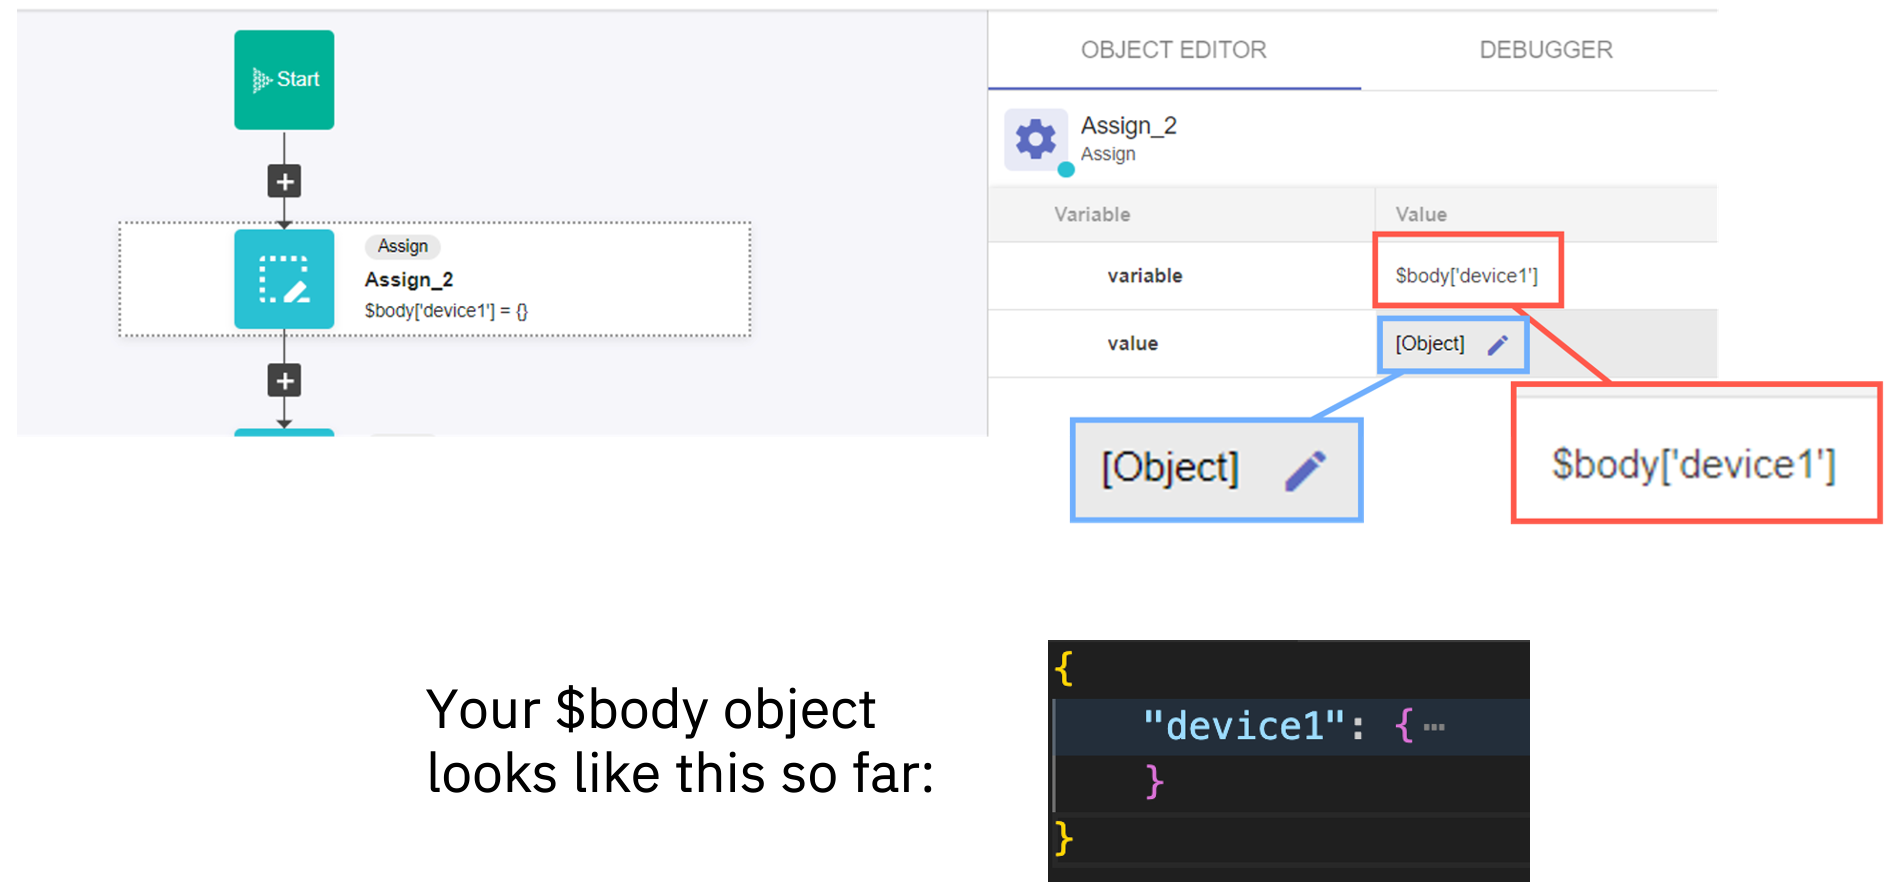 Start
Assign
Assign_2
$body['device1'] = {}
OBJECT EDITOR
DEBUGGER
Assign_2
Assign
Variable Value
variable $body['device1']
value [Object]
[Object]
$body['device1']
Your $body object
looks like this so far:
{
"device1": {…
}
}